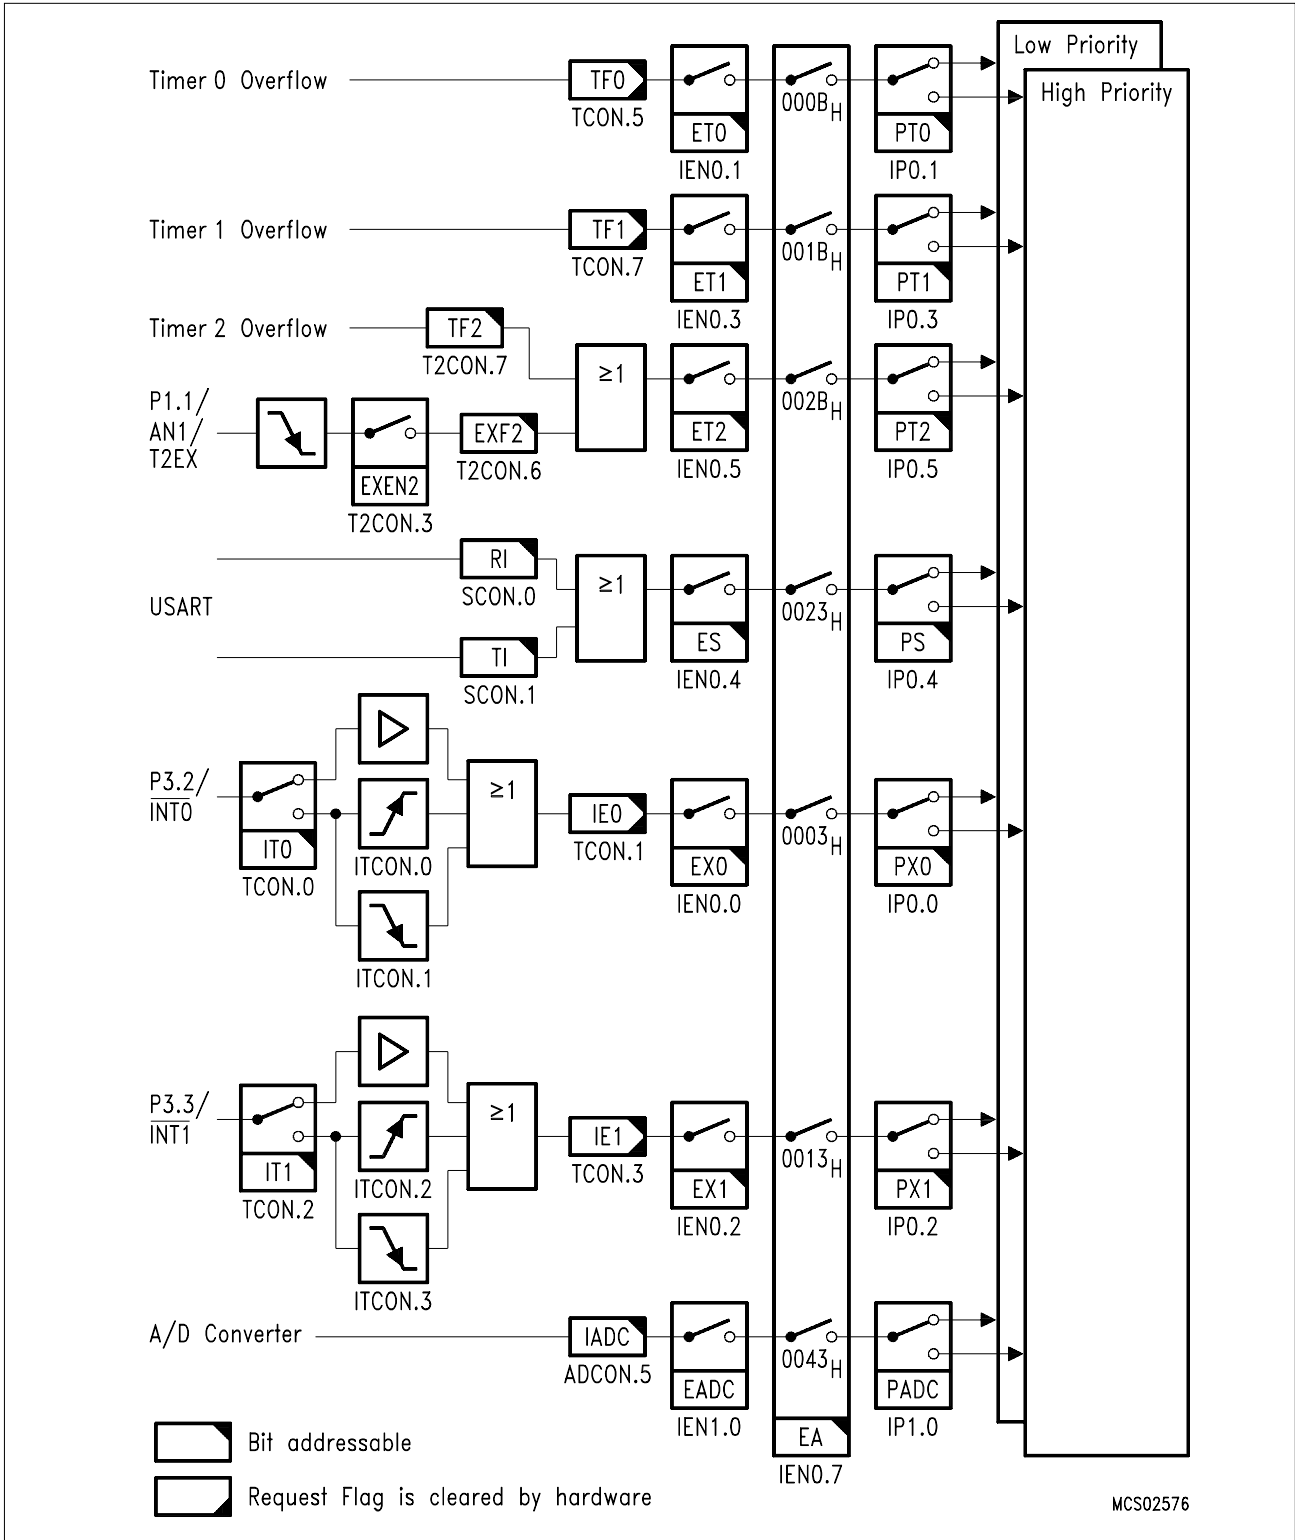 Low Priority
High Priority
Timer 0 Overflow
TF0
TCON.5
ET0
IEN0.1
000BH
PT0
IP0.1
Timer 1 Overflow
TF1
TCON.7
ET1
IEN0.3
001BH
PT1
IP0.3
Timer 2 Overflow
TF2
T2CON.7
P1.1/
AN1/
T2EX
EXEN2
T2CON.3
EXF2
T2CON.6
≥1
ET2
IEN0.5
002BH
PT2
IP0.5
USART
RI
SCON.0
TI
SCON.1
≥1
ES
IEN0.4
0023H
PS
IP0.4
P3.2/
INT0
IT0
TCON.0
ITCON.0
ITCON.1
≥1
IE0
TCON.1
EX0
IEN0.0
0003H
PX0
IP0.0
P3.3/
INT1
IT1
TCON.2
ITCON.2
ITCON.3
≥1
IE1
TCON.3
EX1
IEN0.2
0013H
PX1
IP0.2
A/D Converter
IADC
ADCON.5
EADC
IEN1.0
0043H
PADC
IP1.0
EA
IEN0.7
Bit addressable
Request Flag is cleared by hardware
MCS02576